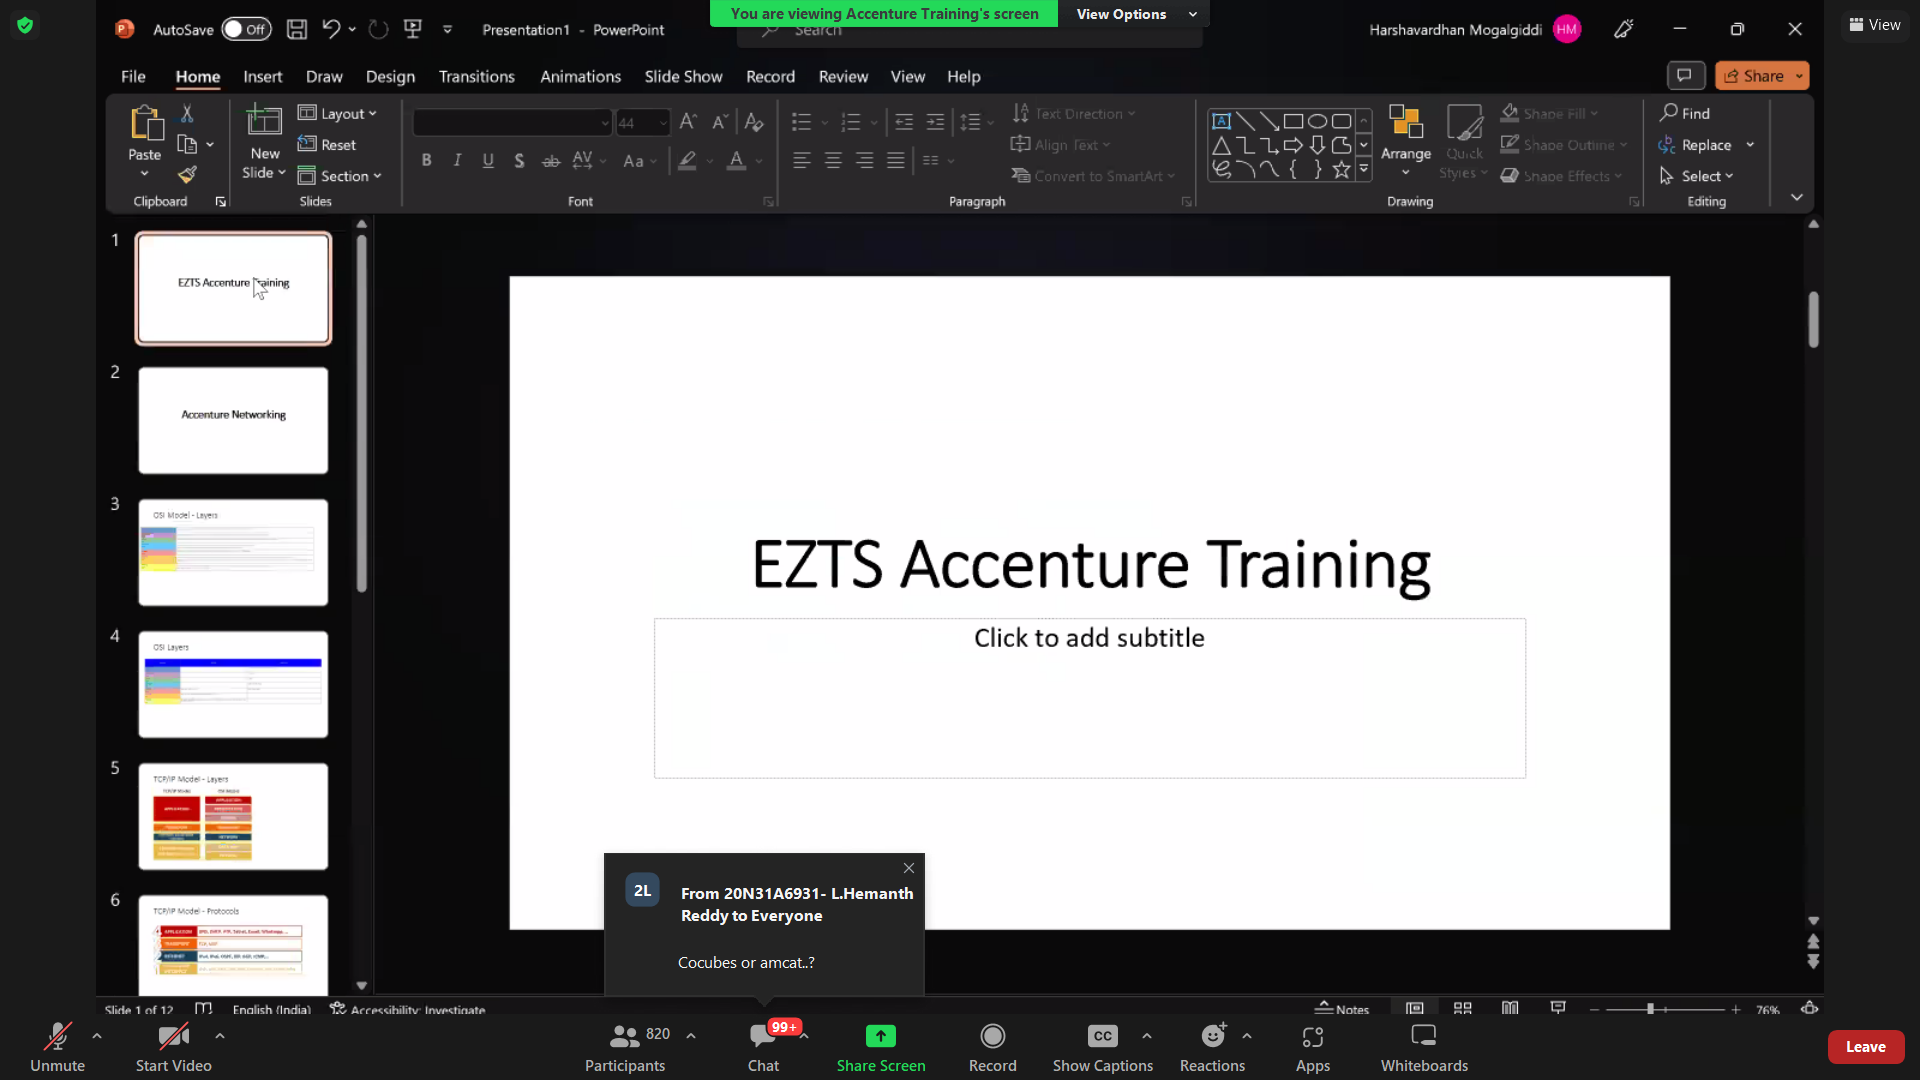 You are viewing Accenture Training's screen
View Options
View
AutoSave
Off
Presentation1 - PowerPoint
Search
Harshavardhan Mogalgiddi
HM
File
Home
Insert
Draw
Design
Transitions
Animations
Slide Show
Record
Review
View
Help
Share
Paste
Clipboard
New
Slide
Layout
Reset
Section
Slides
44
Font
Text Direction
Align Text
Convert to SmartArt
Paragraph
Arrange
Quick
Styles
Shape Fill
Shape Outline
Shape Effects
Drawing
Find
Replace
Select
Editing
1
EZTS Accenture Training
2
Accenture Networking
3
OSI Model - Layers
4
OSI Layers
5
TCP/IP Model - Layers
6
TCP/IP Model - Protocols
EZTS Accenture Training
Click to add subtitle
2L
From 20N31A6931- L.Hemanth
Reddy to Everyone
Cocubes or amcat..?
Slide 1 of 12
English (India)
Accessibility: Investigate
Notes
76%
Unmute
Start Video
820
Participants
99+
Chat
Share Screen
Record
CC
Show Captions
Reactions
Apps
Whiteboards
Leave